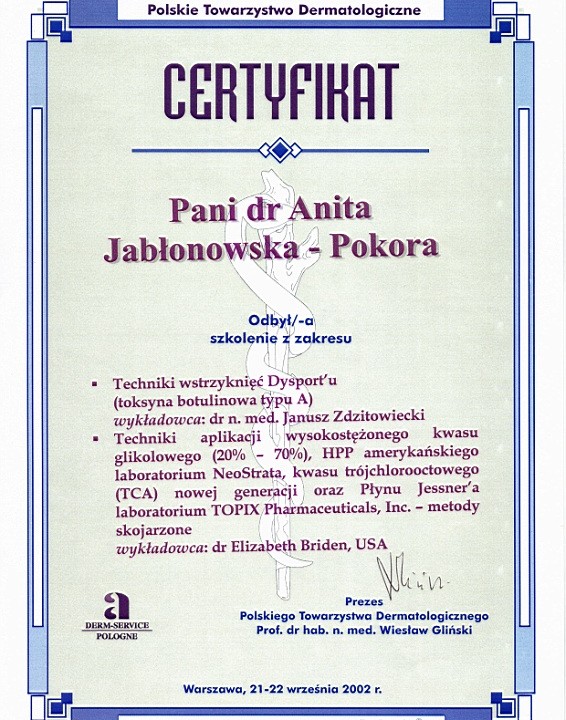 Polskie Towarzystwo Dermatologiczne
CERTYFIKAT
Pani dr Anita
Jabłonowska - Pokora
Odbył/-a
szkolenie z zakresu
▪ Techniki wstrzyknięć Dysport'u
(toksyna botulinowa typu A)
wykładowca: dr n. med. Janusz Zdzitowiecki
▪ Techniki aplikacji wysokostężonego kwasu
glikolowego (20% – 70%), HPP amerykańskiego
laboratorium NeoStrata, kwasu trójchlorooctowego
(TCA) nowej generacji oraz Płynu Jessner'a
laboratorium TOPIX Pharmaceuticals, Inc. – metody
skojarzone
wykładowca: dr Elizabeth Briden, USA
a
DERM-SERVICE
POLOGNE
Prezes
Polskiego Towarzystwa Dermatologicznego
Prof. dr hab. n. med. Wiesław Gliński
Warszawa, 21-22 września 2002 r.